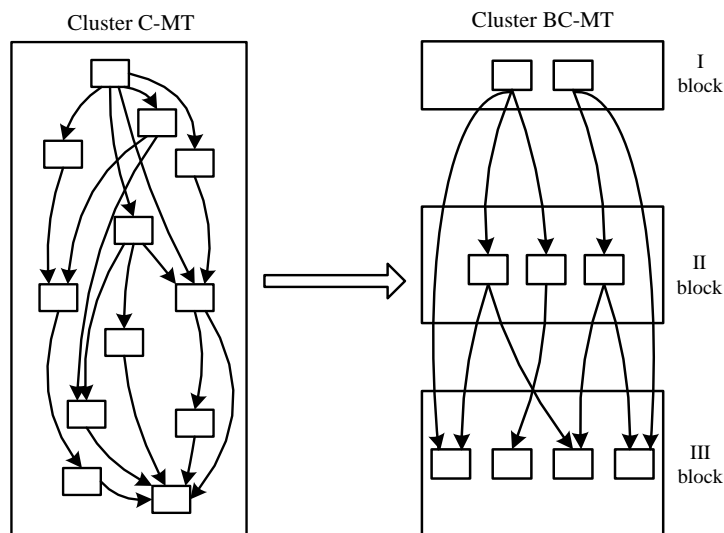 Cluster C-MT
Cluster BC-MT
I
block
II
block
III
block